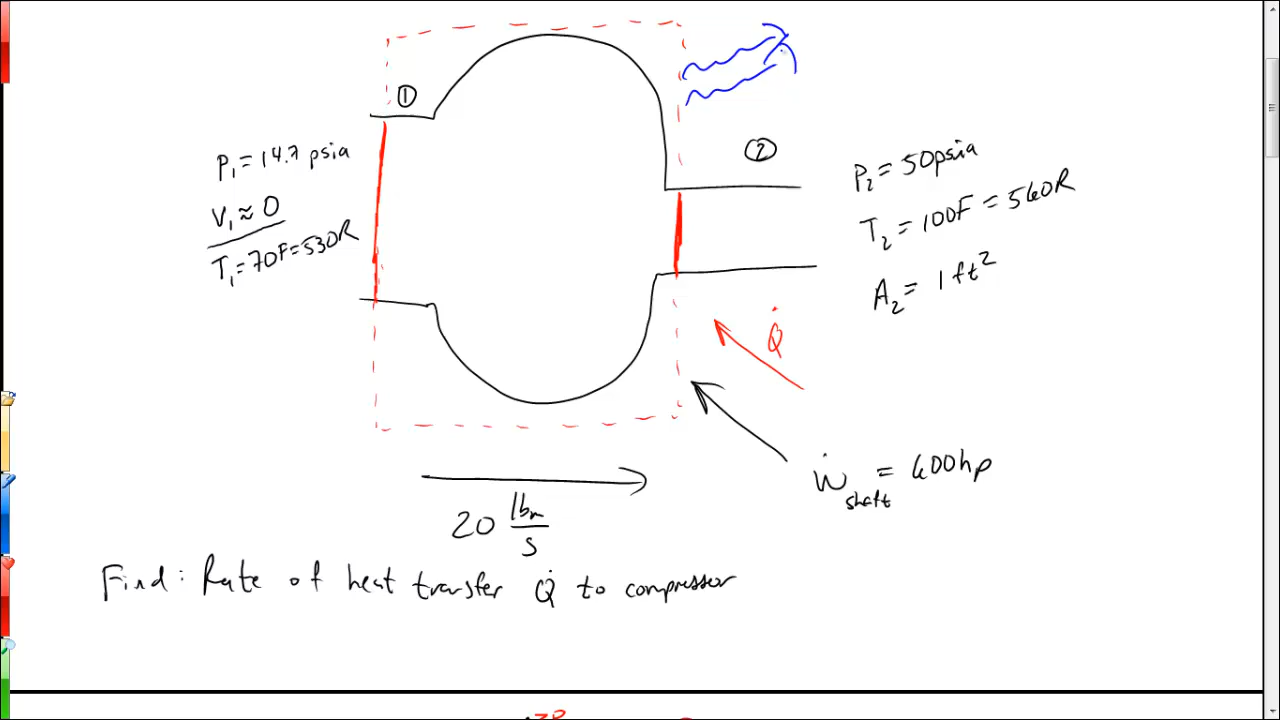 ①
②
P₁ = 14.7 psia
V₁ ≈ 0
T₁ = 70F = 530R
P₂ = 50psia
T₂ = 100F = 560R
A₂ = 1 ft²
Q̇
Ẇshaft = 600hp
20 lbm/s
Find: Rate of heat transfer Q̇ to compressor